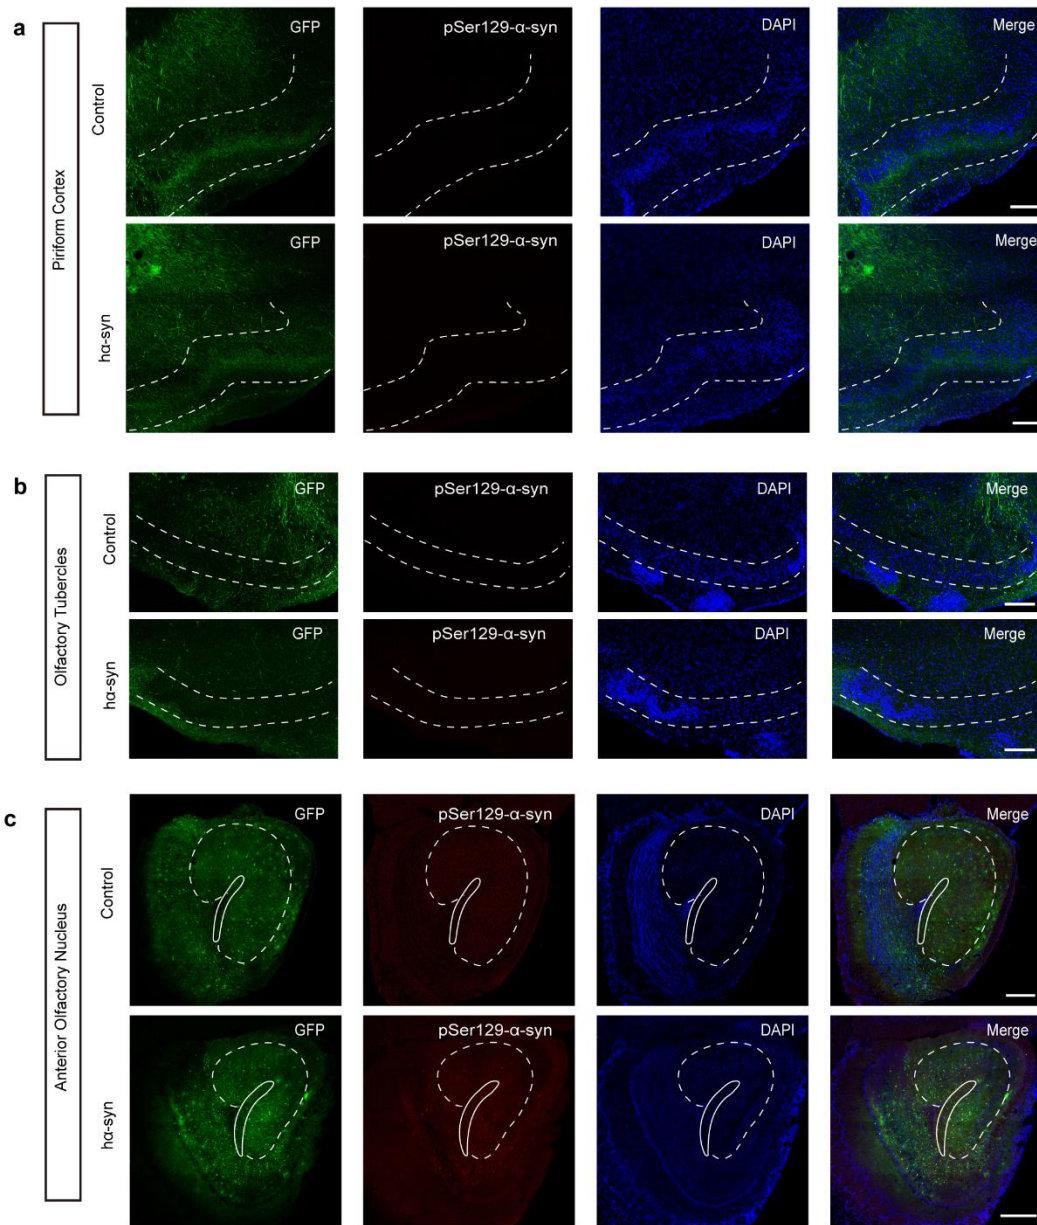 a
Piriform Cortex
Control
GFP
pSer129-α-syn
DAPI
Merge
hα-syn
GFP
pSer129-α-syn
DAPI
Merge
b
Olfactory Tubercles
Control
GFP
pSer129-α-syn
DAPI
Merge
hα-syn
GFP
pSer129-α-syn
DAPI
Merge
c
Anterior Olfactory Nucleus
Control
GFP
pSer129-α-syn
DAPI
Merge
hα-syn
GFP
pSer129-α-syn
DAPI
Merge